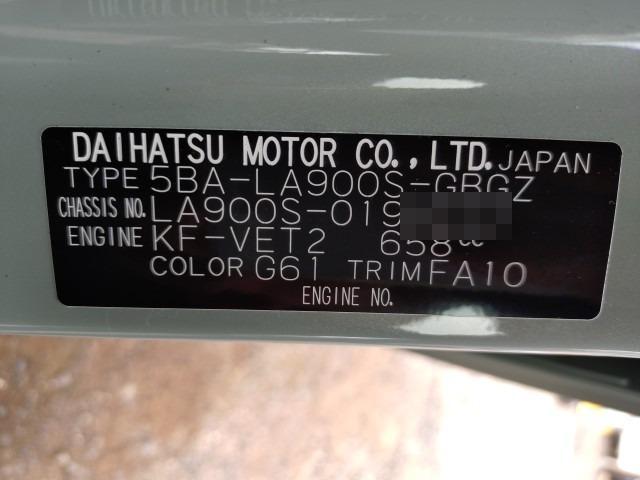 DAIHATSU MOTOR CO., LTD. JAPAN
TYPE 5BA-LA900S-GBGZ
CHASSIS NO. LA900S-019
ENGINE KF-VET2 658cc
COLOR G61 TRIM FA10
ENGINE NO.